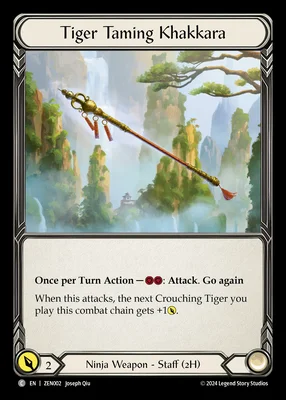 Tiger Taming Khakkara
Once per Turn Action — : Attack. Go again
When this attacks, the next Crouching Tiger you
play this combat chain gets +1 .
2
Ninja Weapon - Staff (2H)
C EN | ZEN002 Joseph Qiu
© 2024 Legend Story Studios